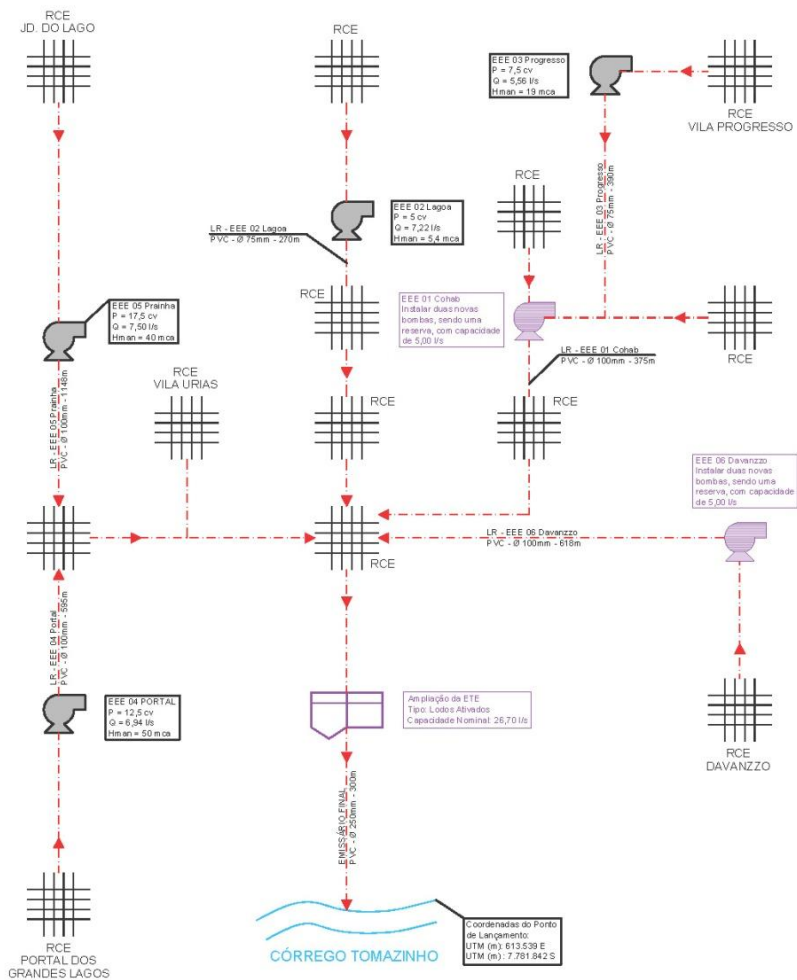 RCE
JD. DO LAGO
RCE
EEE 03 Progresso
P = 7,5 cv
Q = 5,56 l/s
Hman = 19 mca
RCE
VILA PROGRESSO
LR - EEE 03 Progresso
PVC - Ø 75mm - 390m
RCE
EEE 02 Lagoa
P = 5 cv
Q = 7,22 l/s
Hman = 5,4 mca
LR - EEE 02 Lagoa
PVC - Ø 75mm - 270m
RCE
EEE 01 Cohab
Instalar duas novas
bombas, sendo uma
reserva, com capacidade
de 5,00 l/s
EEE 05 Prainha
P = 17,5 cv
Q = 7,50 l/s
Hman = 40 mca
RCE
LR - EEE 01 Cohab
PVC - Ø 100mm - 375m
RCE
VILA URIAS
LR - EEE 05 Prainha
PVC - Ø 100mm - 1148m
RCE
RCE
EEE 06 Davanzzo
Instalar duas novas
bombas, sendo uma
reserva, com capacidade
de 5,00 l/s
LR - EEE 06 Davanzzo
PVC - Ø 100mm - 618m
RCE
LR - EEE 04 Portal
PVC - Ø 100mm - 595m
EEE 04 PORTAL
P = 12,5 cv
Q = 6,94 l/s
Hman = 50 mca
Ampliação da ETE
Tipo: Lodos Ativados
Capacidade Nominal: 26,70 l/s
RCE
DAVANZZO
EMISSÁRIO FINAL
PVC - Ø 250mm - 300m
RCE
PORTAL DOS
GRANDES LAGOS
CÓRREGO TOMAZINHO
Coordenadas do Ponto
de Lançamento:
UTM (m): 613.539 E
UTM (m): 7.781.842 S